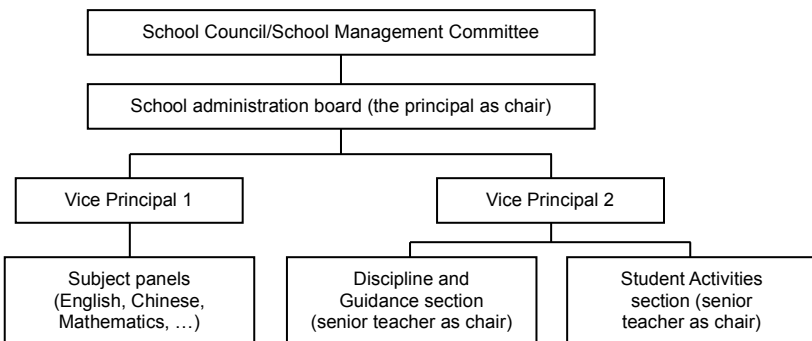 School Council/School Management Committee
School administration board (the principal as chair)
Vice Principal 1
Vice Principal 2
Subject panels
(English, Chinese,
Mathematics, …)
Discipline and
Guidance section
(senior teacher as chair)
Student Activities
section (senior
teacher as chair)